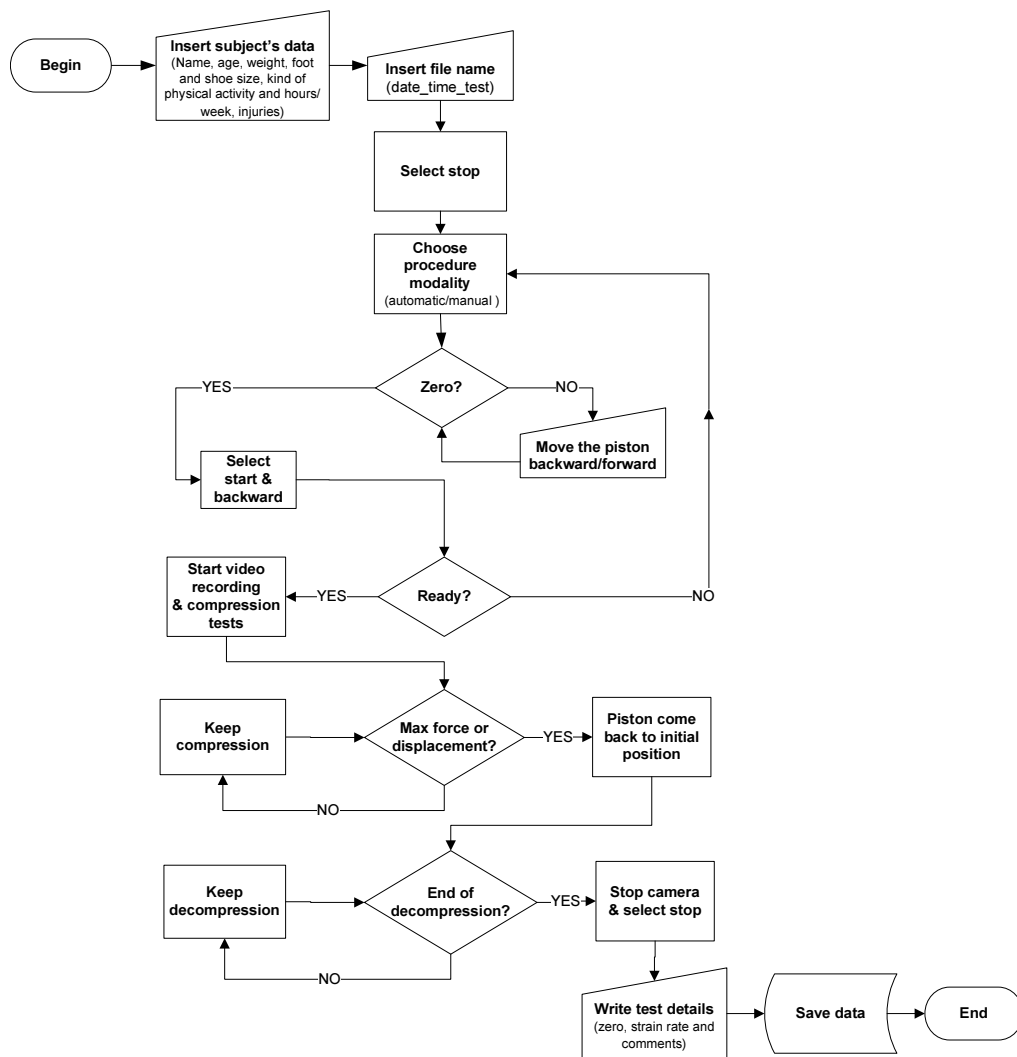 Begin
Insert subject's data
(Name, age, weight, foot
and shoe size, kind of
physical activity and hours/
week, injuries)
Insert file name
(date_time_test)
Select stop
Choose
procedure
modality
(automatic/manual )
Zero?
YES
NO
Move the piston
backward/forward
Select
start &
backward
Start video
recording
& compression
tests
YES
Ready?
NO
Keep
compression
Max force or
displacement?
YES
Piston come
back to initial
position
NO
Keep
decompression
End of
decompression?
YES
Stop camera
& select stop
NO
Write test details
(zero, strain rate and
comments)
Save data
End